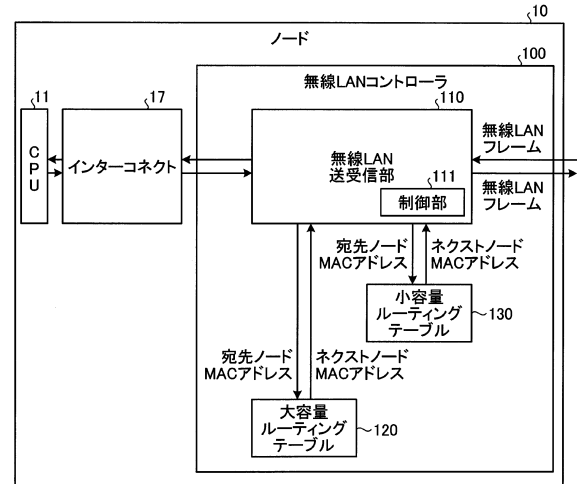 10
ノード
100
無線LANコントローラ
11
CPU
17
インターコネクト
110
無線LAN
送受信部
111
制御部
無線LAN
フレーム
無線LAN
フレーム
宛先ノード
MACアドレス
ネクストノード
MACアドレス
小容量
ルーティング
テーブル
130
宛先ノード
MACアドレス
ネクストノード
MACアドレス
大容量
ルーティング
テーブル
120